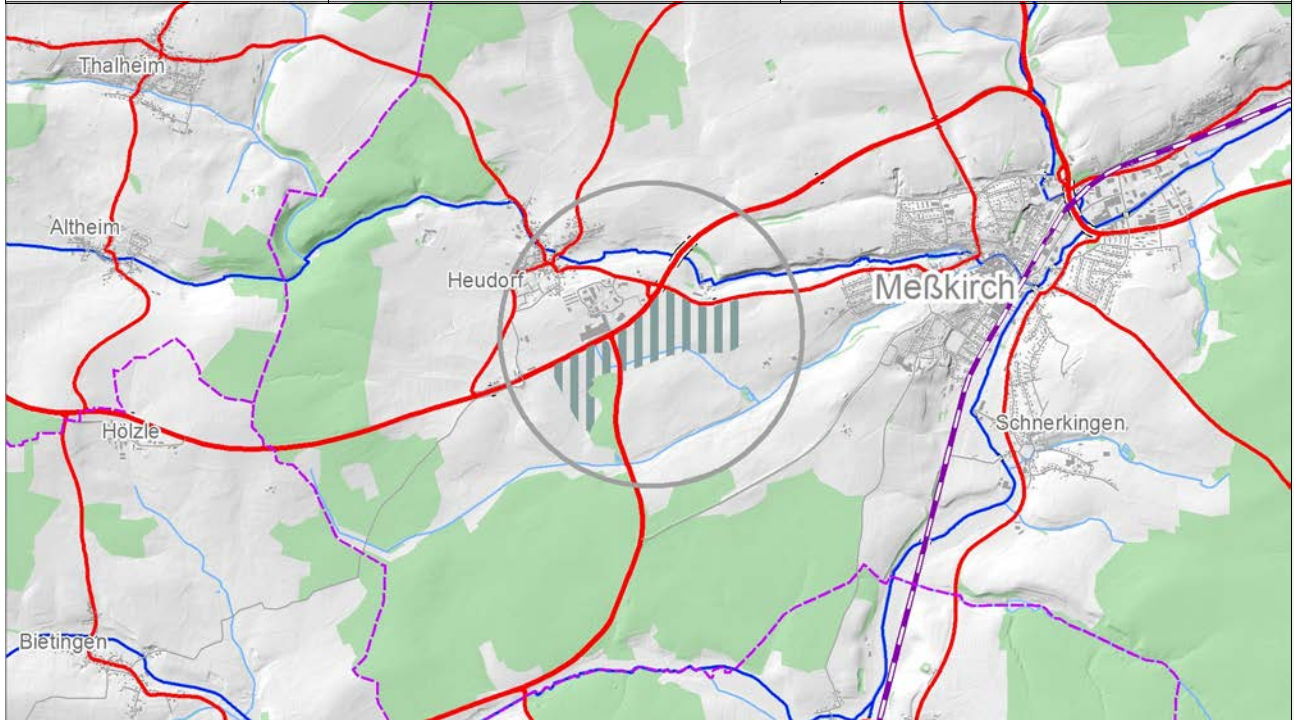 Thalheim
Altheim
Heudorf
Meßkirch
Hölzle
Schnerkingen
Bietingen